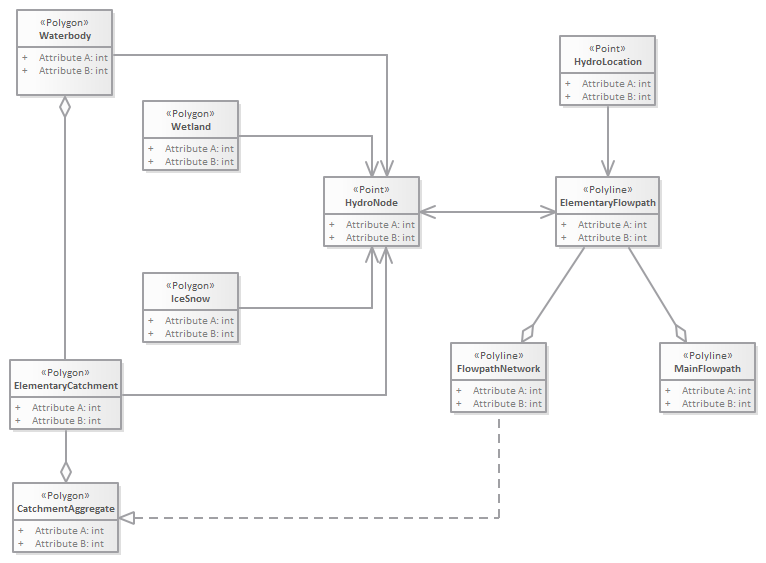 «Polygon»
Waterbody
+ Attribute A: int
+ Attribute B: int
«Point»
HydroLocation
+ Attribute A: int
+ Attribute B: int
«Polygon»
Wetland
+ Attribute A: int
+ Attribute B: int
«Point»
HydroNode
+ Attribute A: int
+ Attribute B: int
«Polyline»
ElementaryFlowpath
+ Attribute A: int
+ Attribute B: int
«Polygon»
IceSnow
+ Attribute A: int
+ Attribute B: int
«Polygon»
ElementaryCatchment
+ Attribute A: int
+ Attribute B: int
«Polyline»
FlowpathNetwork
+ Attribute A: int
+ Attribute B: int
«Polyline»
MainFlowpath
+ Attribute A: int
+ Attribute B: int
«Polygon»
CatchmentAggregate
+ Attribute A: int
+ Attribute B: int